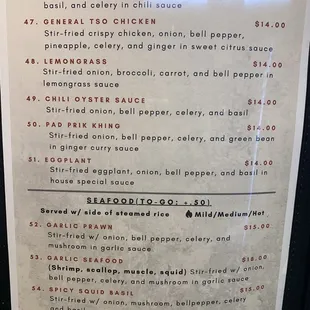 basil, and celery in chili sauce
47. GENERAL TSO CHICKEN $14.00
Stir-fried crispy chicken, onion, bell pepper,
pineapple, celery, and ginger in sweet citrus sauce
48. LEMONGRASS $14.00
Stir-fried onion, broccoli, carrot, and bell pepper in
lemongrass sauce
49. CHILI OYSTER SAUCE $14.00
Stir-fried onion, bell pepper, celery, and basil
50. PAD PRIK KHING $14.00
Stir-fried onion, bell pepper, celery, and green bean
in ginger curry sauce
51. EGGPLANT $14.00
Stir-fried eggplant, onion, bell pepper, and basil in
house special sauce
SEAFOOD(TO-GO: +.50)
Served w/ side of steamed rice Mild/Medium/Hot
52. GARLIC PRAWN $15.00
Stir-fried w/ onion, bell pepper, celery, and
mushroom in garlic sauce
53. GARLIC SEAFOOD $18.00
(Shrimp, scallop, muscle, squid) Stir-fried w/ onion,
bell pepper, celery, and mushroom in garlic sauce
54. SPICY SQUID BASIL $15.00
Stir-fried w/ onion, mushroom, bellpepper, celery